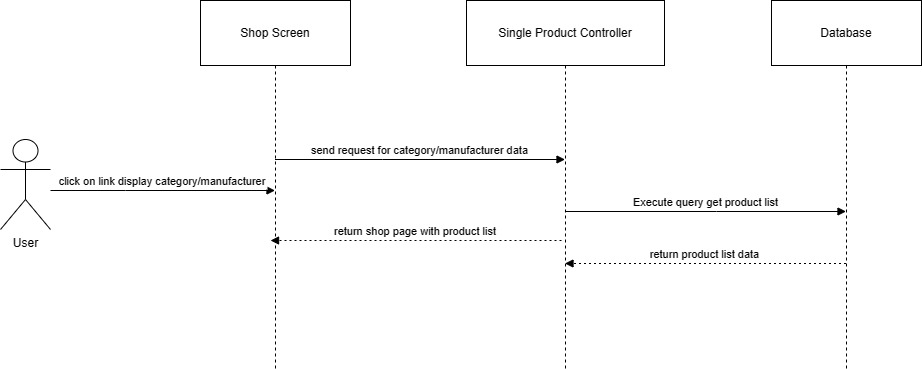 Shop Screen
Single Product Controller
Database
send request for category/manufacturer data
click on link display category/manufacturer
Execute query get product list
return shop page with product list
User
return product list data